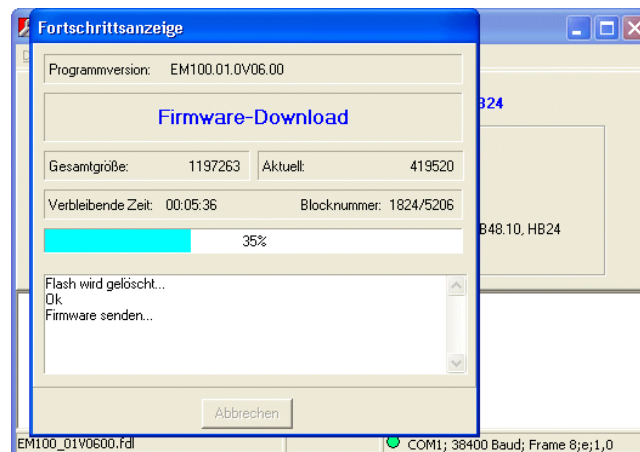 Fortschrittsanzeige
Programmversion: EM100.01.0V06.00
Firmware-Download
Gesamtgröße: 1197263 Aktuell: 419520
Verbleibende Zeit: 00:05:36 Blocknummer: 1824/5206
35%
Flash wird gelöscht...
Ok
Firmware senden...
Abbrechen
B24
B48.10, HB24
EM100_01V0600.fdl
COM1; 38400 Baud; Frame 8;e;1,0